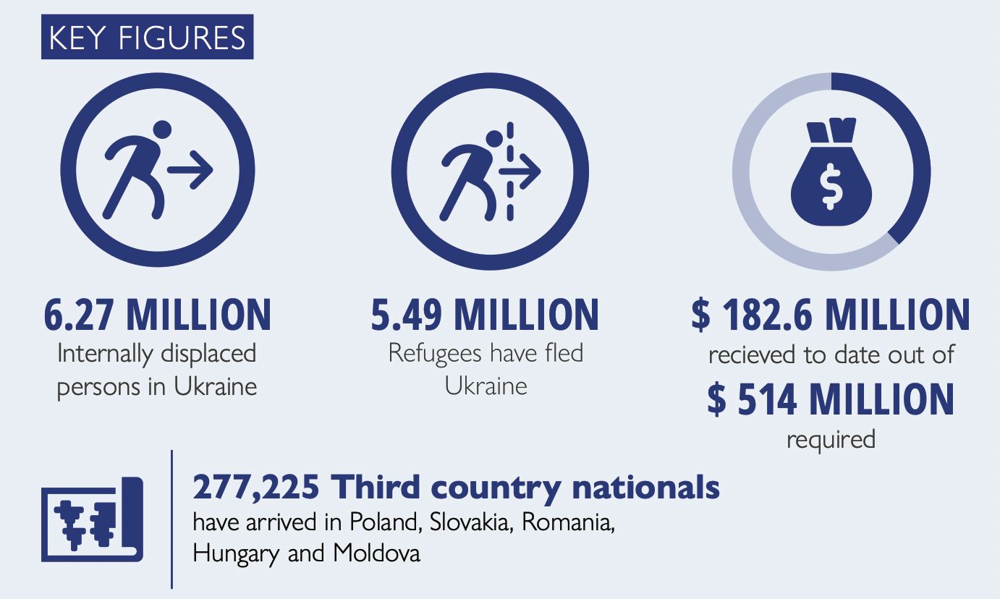 KEY FIGURES
6.27 MILLION
Internally displaced
persons in Ukraine
5.49 MILLION
Refugees have fled
Ukraine
$
$ 182.6 MILLION
recieved to date out of
$ 514 MILLION
required
277,225 Third country nationals
have arrived in Poland, Slovakia, Romania,
Hungary and Moldova